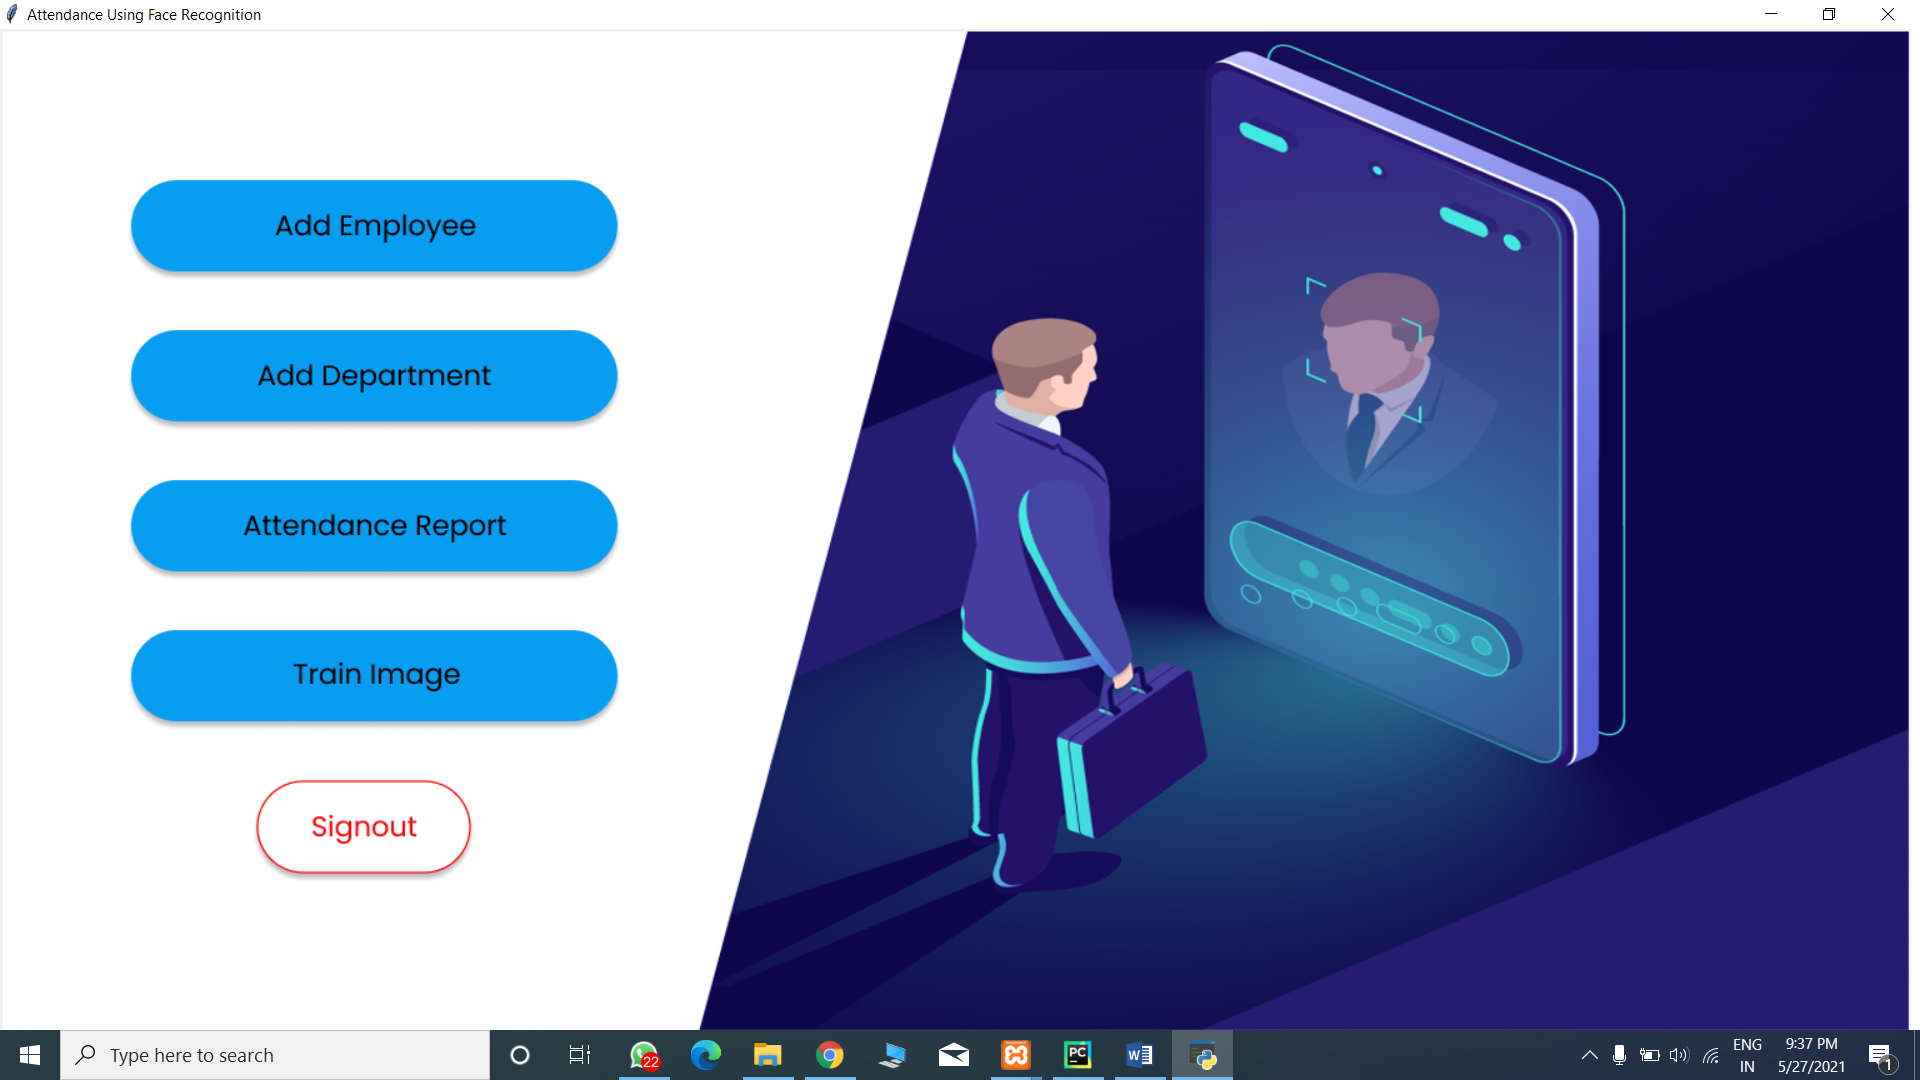 Attendance Using Face Recognition
Add Employee
Add Department
Attendance Report
Train Image
Signout
Type here to search
22
PC
W
ENG
IN
9:37 PM
5/27/2021
1